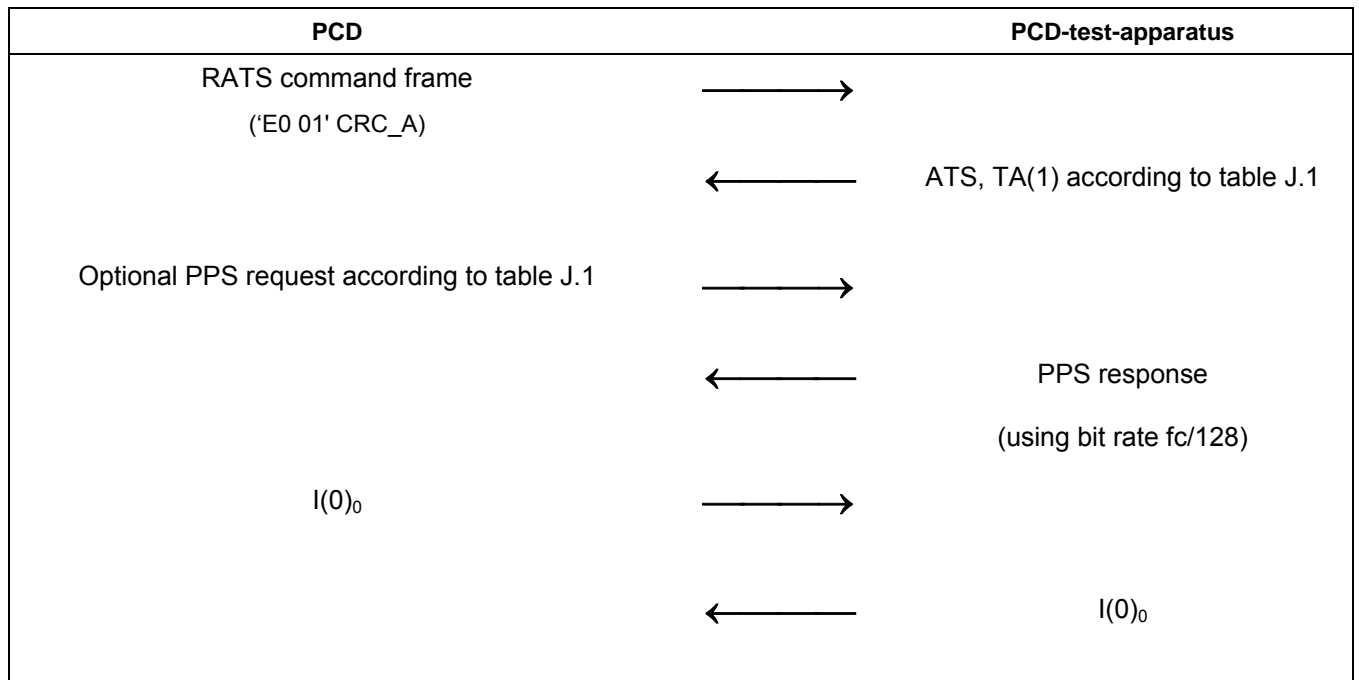 PCD PCD-test-apparatus
RATS command frame
(‘E0 01' CRC_A)
ATS, TA(1) according to table J.1
Optional PPS request according to table J.1
PPS response
(using bit rate fc/128)
I(0)₀
I(0)₀